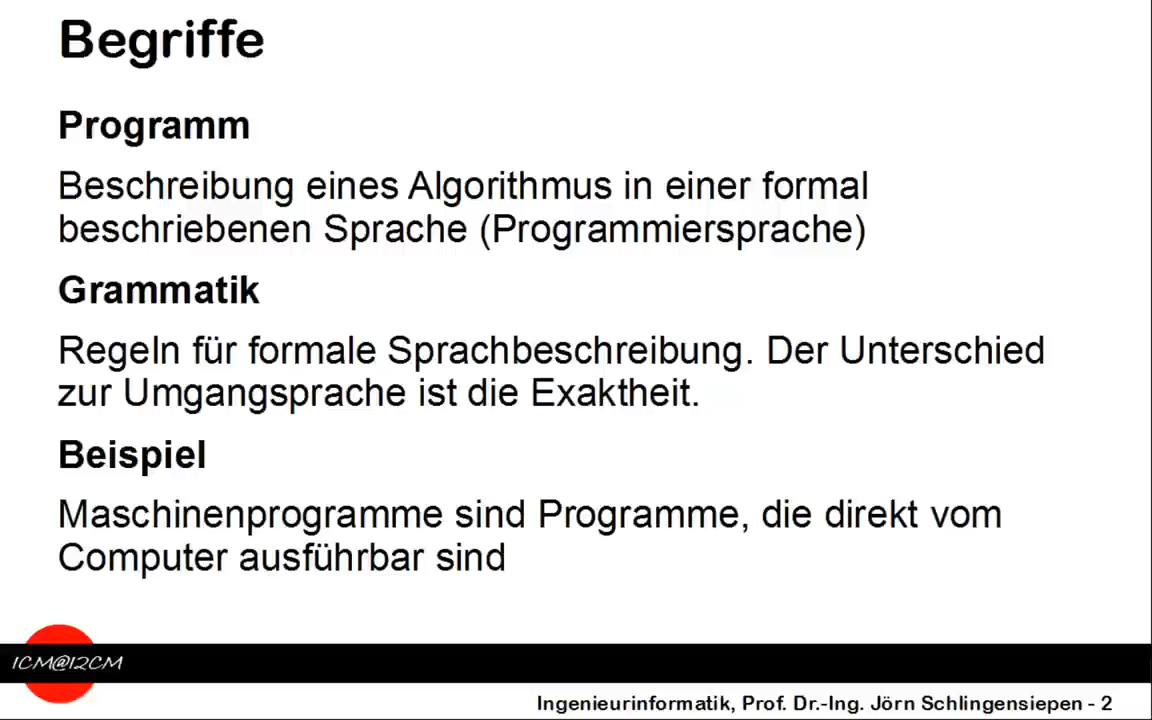 Begriffe
Programm
Beschreibung eines Algorithmus in einer formal
beschriebenen Sprache (Programmiersprache)
Grammatik
Regeln für formale Sprachbeschreibung. Der Unterschied
zur Umgangsprache ist die Exaktheit.
Beispiel
Maschinenprogramme sind Programme, die direkt vom
Computer ausführbar sind
1CM@12CM
Ingenieurinformatik, Prof. Dr.-Ing. Jörn Schlingensiepen - 2